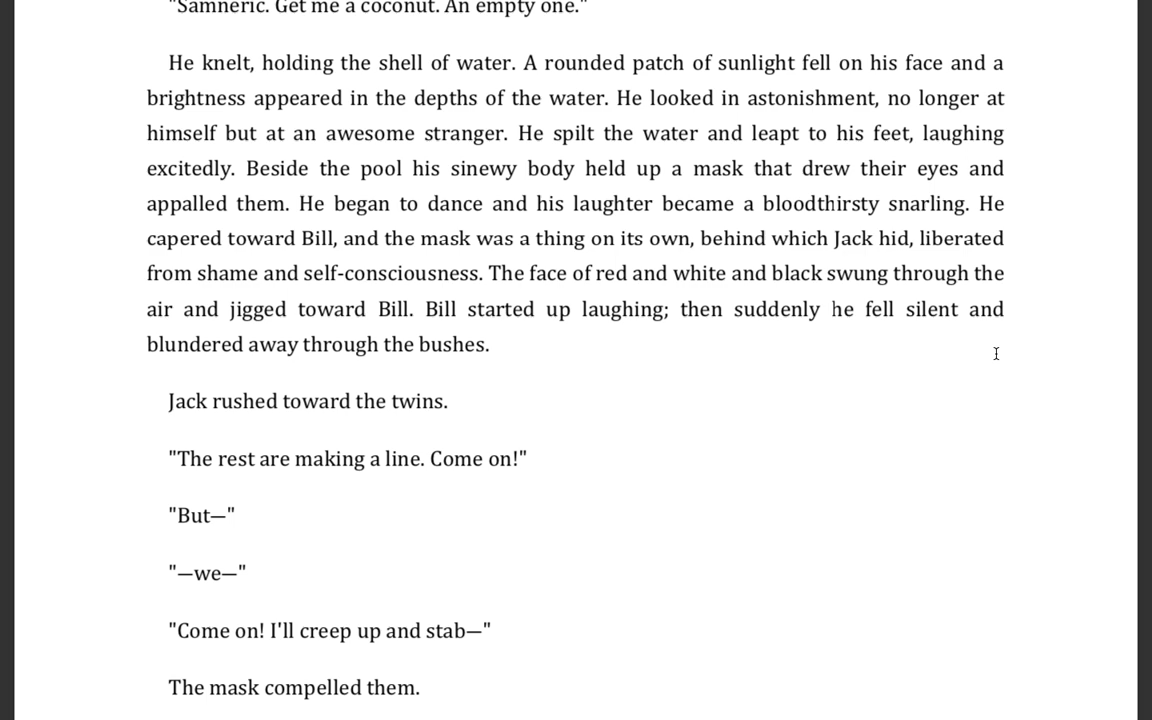 "Samneric. Get me a coconut. An empty one."
He knelt, holding the shell of water. A rounded patch of sunlight fell on his face and a
brightness appeared in the depths of the water. He looked in astonishment, no longer at
himself but at an awesome stranger. He spilt the water and leapt to his feet, laughing
excitedly. Beside the pool his sinewy body held up a mask that drew their eyes and
appalled them. He began to dance and his laughter became a bloodthirsty snarling. He
capered toward Bill, and the mask was a thing on its own, behind which Jack hid, liberated
from shame and self-consciousness. The face of red and white and black swung through the
air and jigged toward Bill. Bill started up laughing; then suddenly he fell silent and
blundered away through the bushes.
Jack rushed toward the twins.
"The rest are making a line. Come on!"
"But—"
"—we—"
"Come on! I'll creep up and stab—"
The mask compelled them.